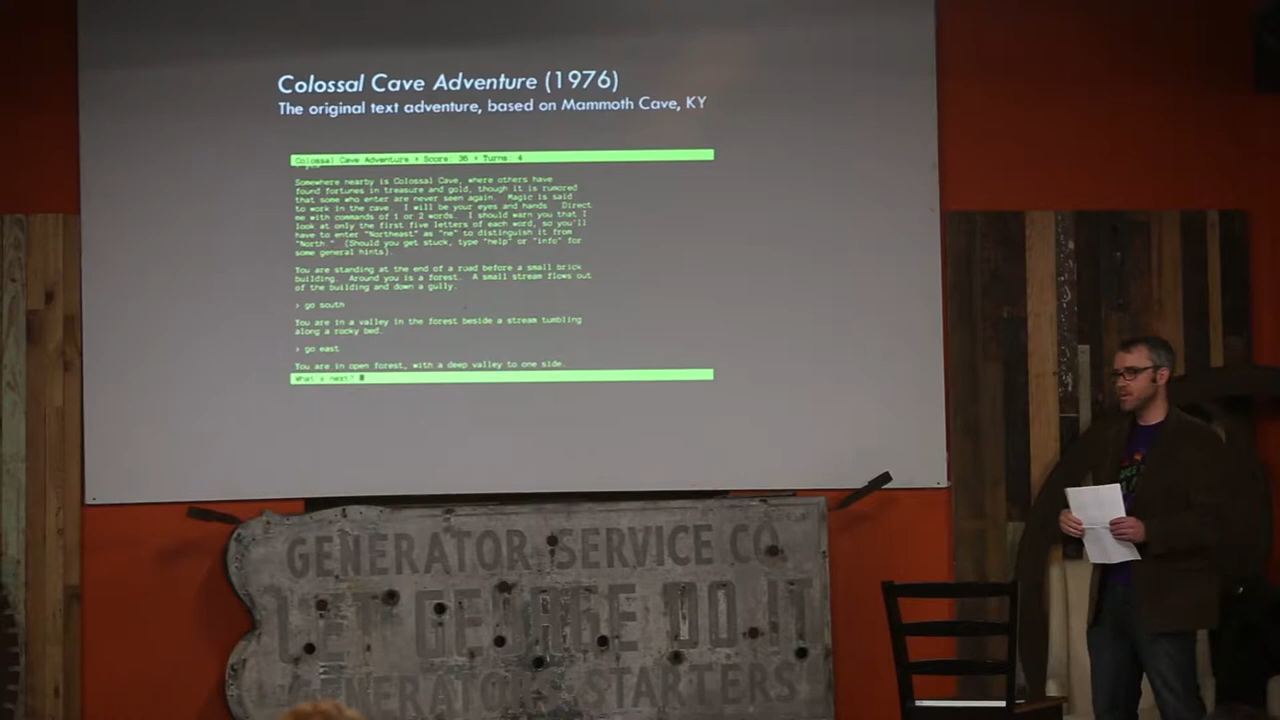 Colossal Cave Adventure (1976)
The original text adventure, based on Mammoth Cave, KY
Colossal Cave Adventure • Score: 36 • Turns: 4
Somewhere nearby is Colossal Cave, where others have
found fortunes in treasure and gold, though it is rumored
that some who enter are never seen again. Magic is said
to work in the cave. I will be your eyes and hands. Direct
me with commands of 1 or 2 words. I should warn you that I
look at only the first five letters of each word, so you'll
have to enter "Northeast" as "ne" to distinguish it from
"North." (Should you get stuck, type "help" or "info" for
some general hints).
You are standing at the end of a road before a small brick
building. Around you is a forest. A small stream flows out
of the building and down a gully.
> go south
You are in a valley in the forest beside a stream tumbling
along a rocky bed.
> go east
You are in open forest, with a deep valley to one side.
What's next?
GENERATOR SERVICE CO.
LET GEORGE DO IT
GENERATORS STARTERS